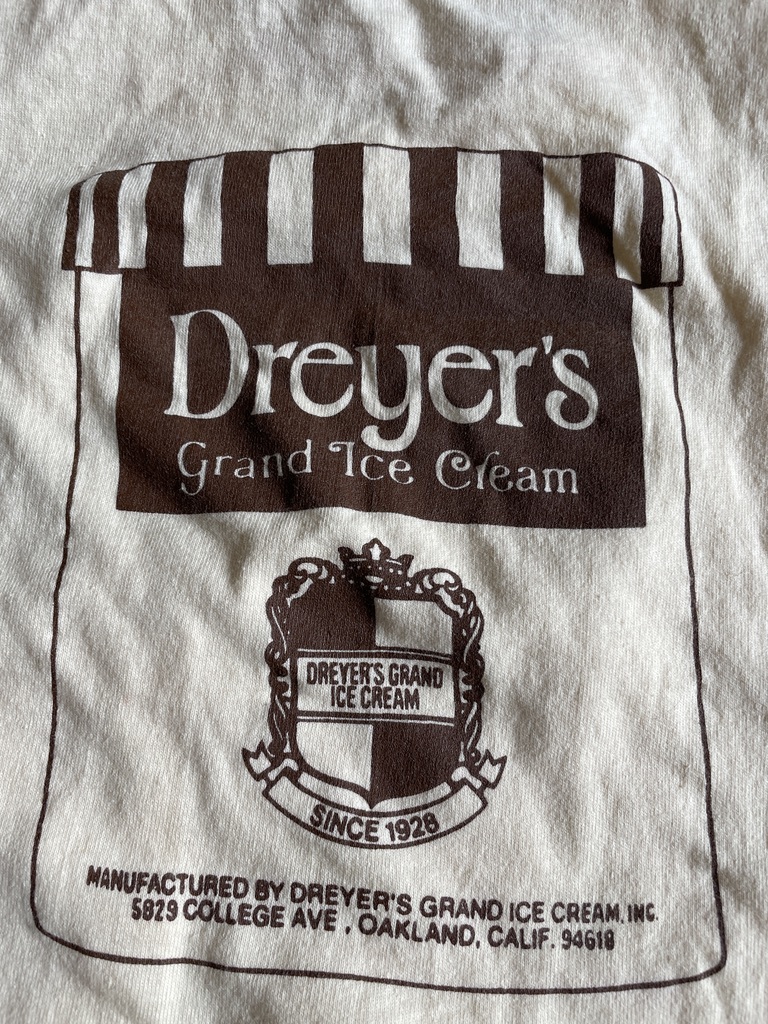 Dreyer's
Grand Ice Cream
DREYER'S GRAND
ICE CREAM
SINCE 1928
MANUFACTURED BY DREYER'S GRAND ICE CREAM, INC.
5929 COLLEGE AVE., OAKLAND, CALIF. 94618